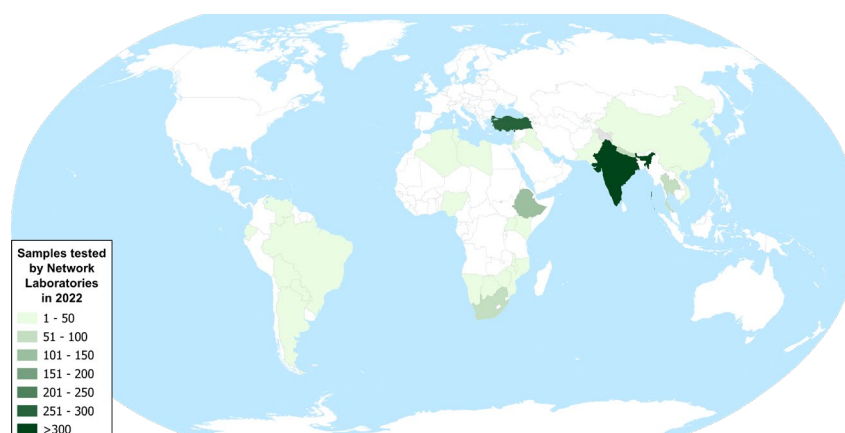 Samples tested
by Network
Laboratories
in 2022
1 - 50
51 - 100
101 - 150
151 - 200
201 - 250
251 - 300
>300